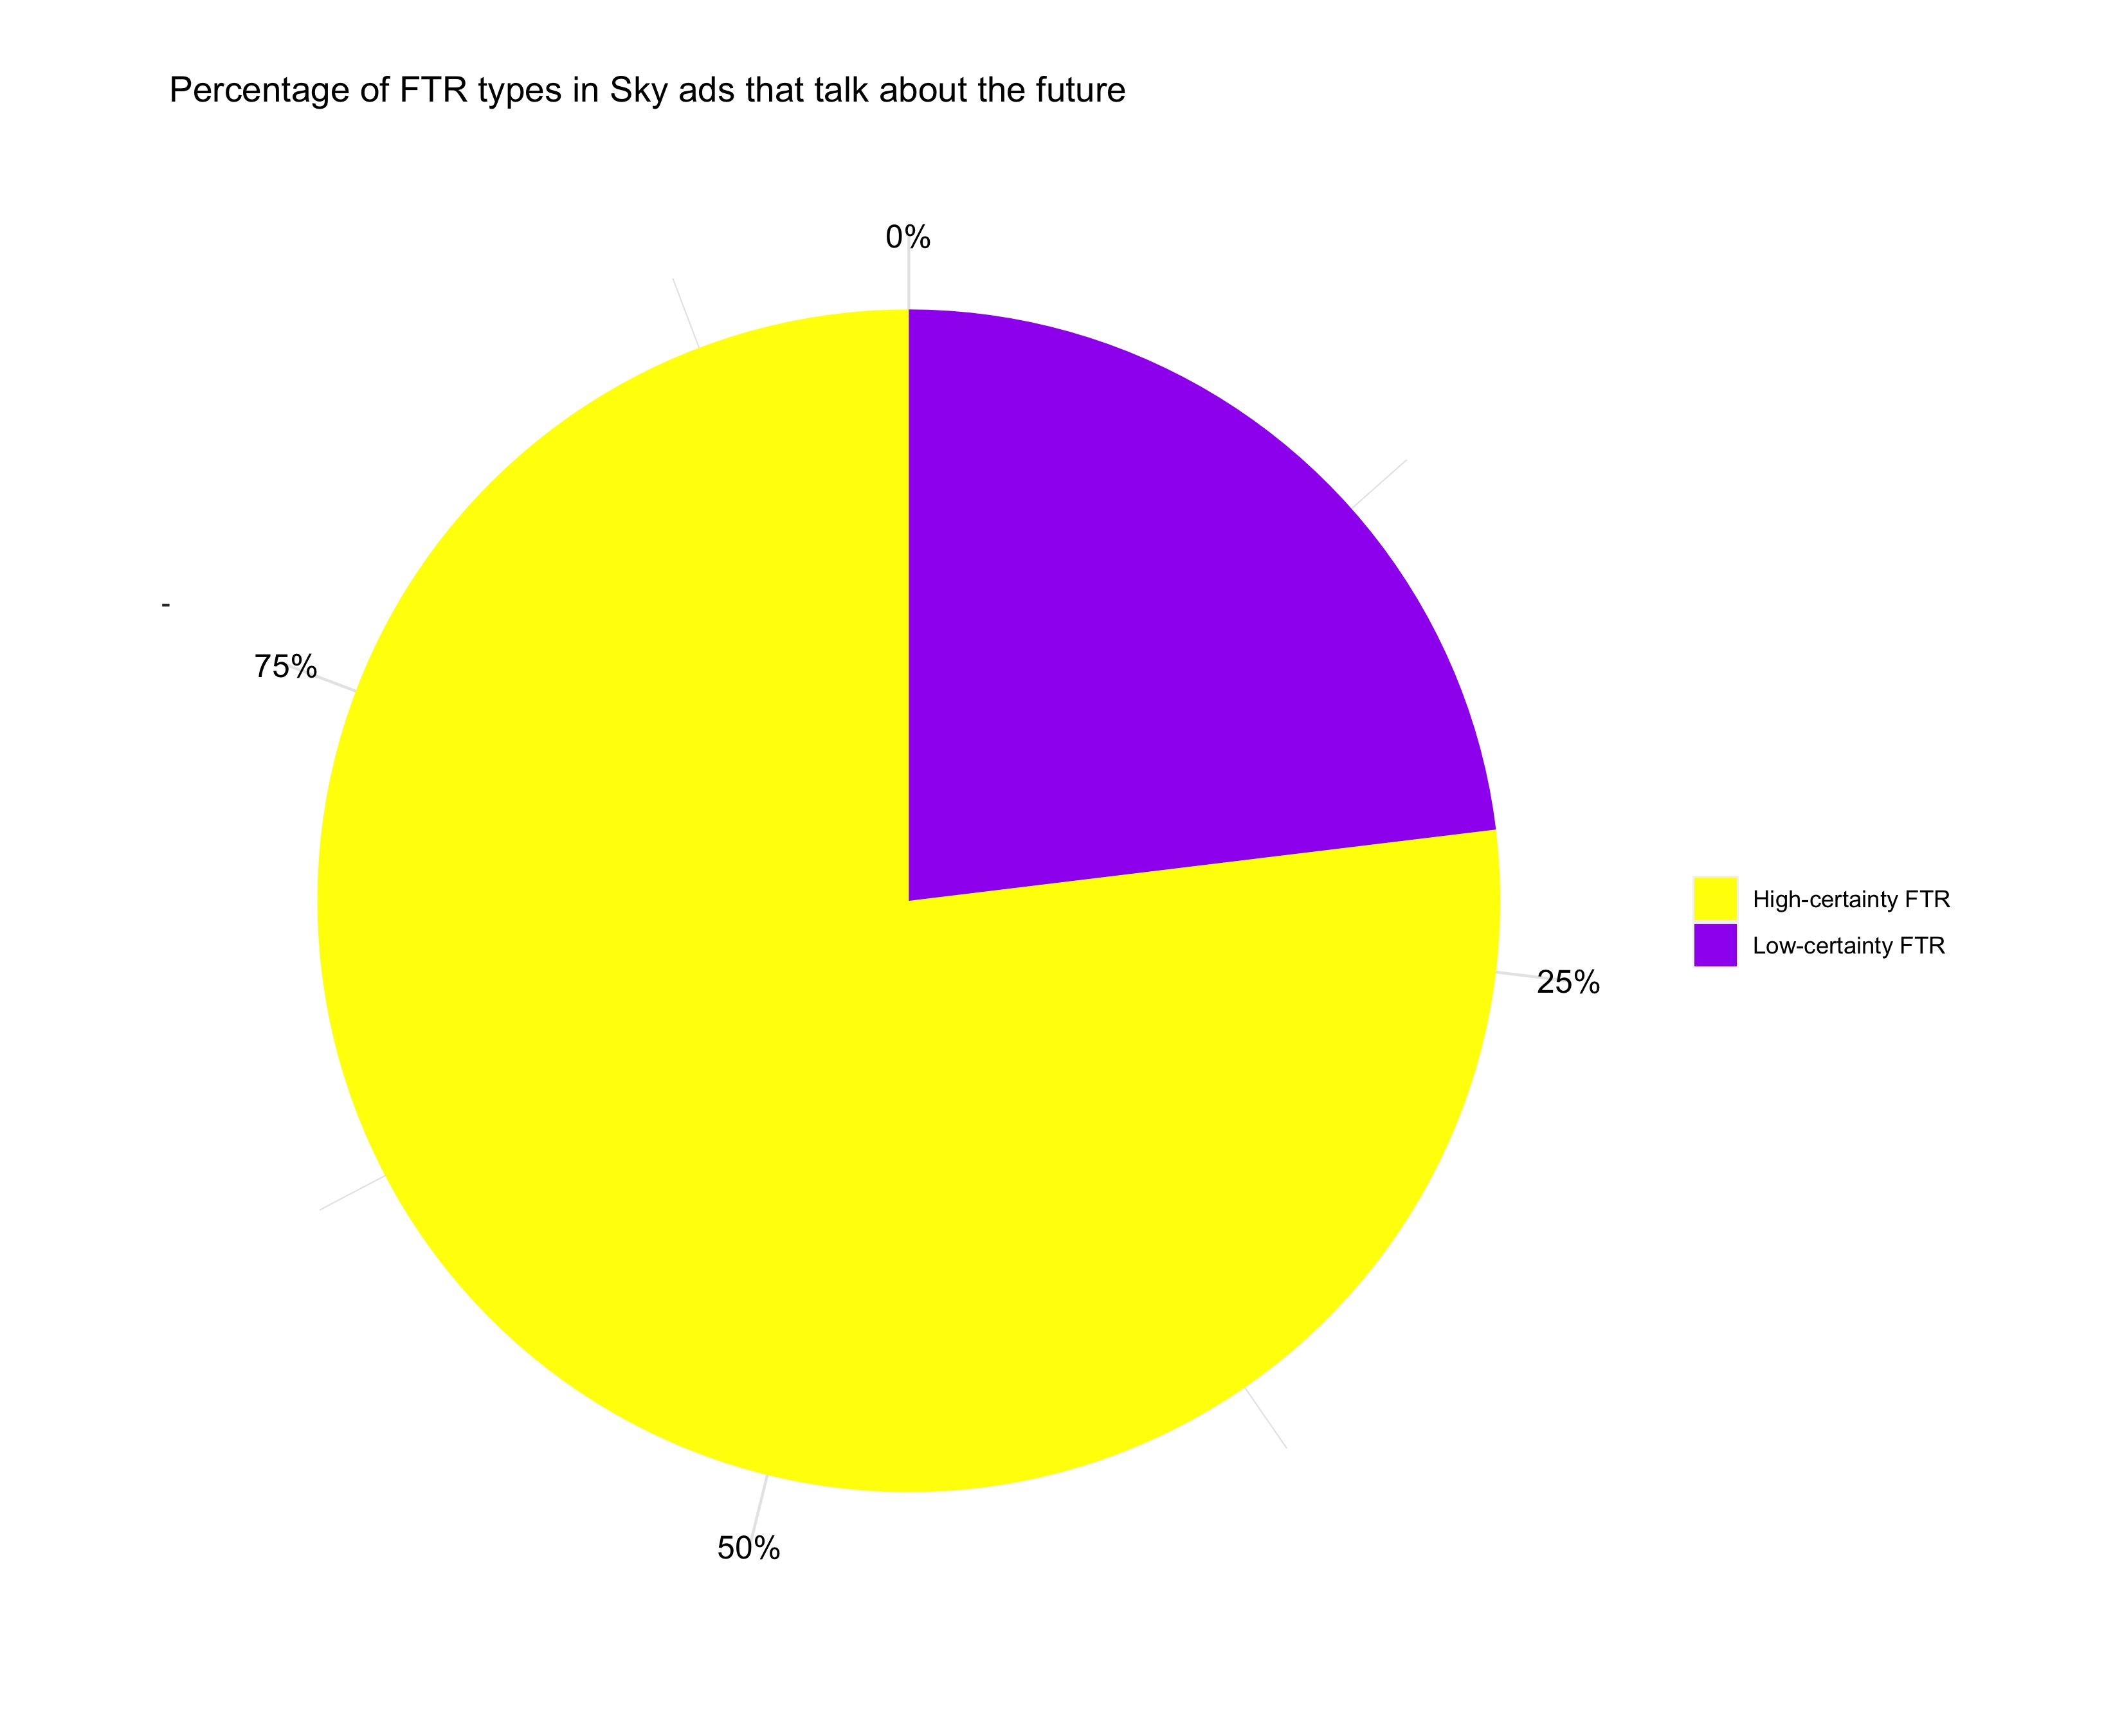 Percentage of FTR types in Sky ads that talk about the future
0%
-
75%
High-certainty FTR
Low-certainty FTR
25%
50%